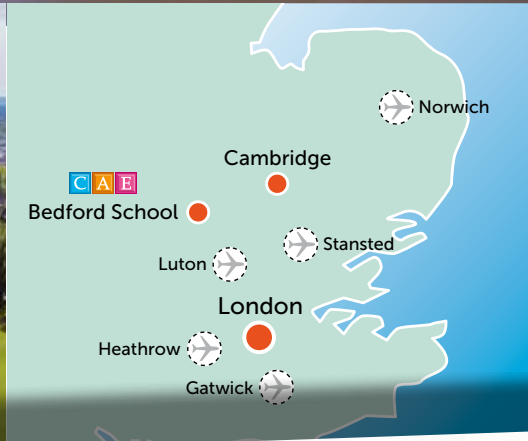 Norwich
Cambridge
CAE
Bedford School
Stansted
Luton
London
Heathrow
Gatwick